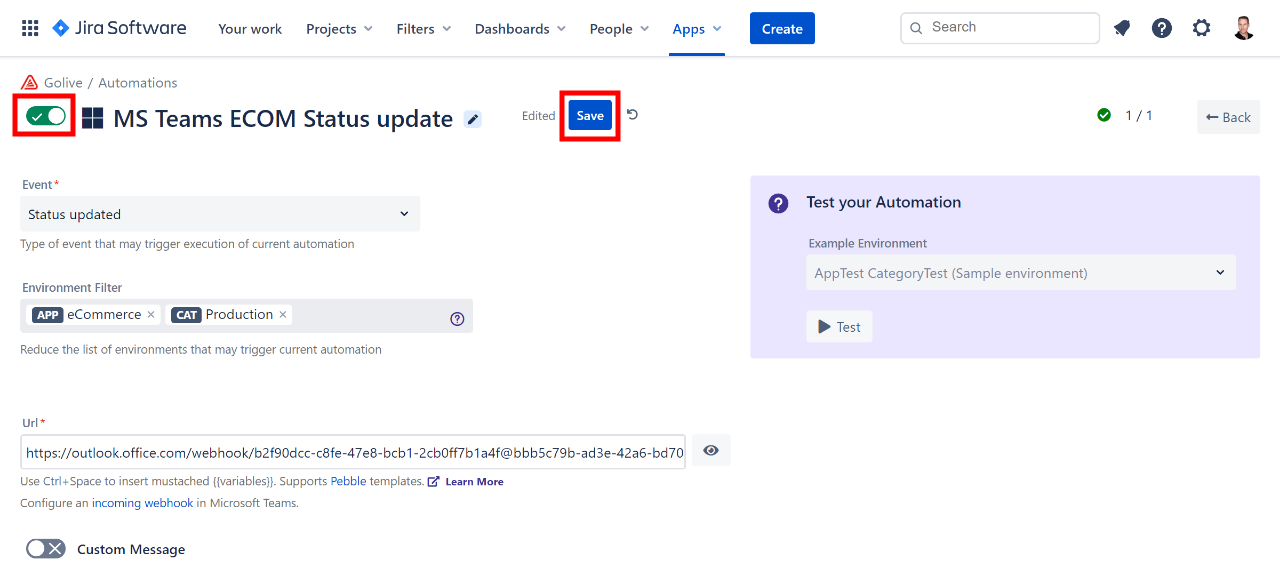 Jira Software Your work Projects Filters Dashboards People Apps Create Search
Golive / Automations
MS Teams ECOM Status update Edited Save 1 / 1 Back
Event*
Status updated
Type of event that may trigger execution of current automation
Environment Filter
APP eCommerce × CAT Production ×
Reduce the list of environments that may trigger current automation
Test your Automation
Example Environment
AppTest CategoryTest (Sample environment)
Test
Url*
https://outlook.office.com/webhook/b2f90dcc-c8fe-47e8-bcb1-2cb0ff7b1a4f@bbb5c79b-ad3e-42a6-bd70
Use Ctrl+Space to insert mustached {{variables}}. Supports Pebble templates. Learn More
Configure an incoming webhook in Microsoft Teams.
Custom Message